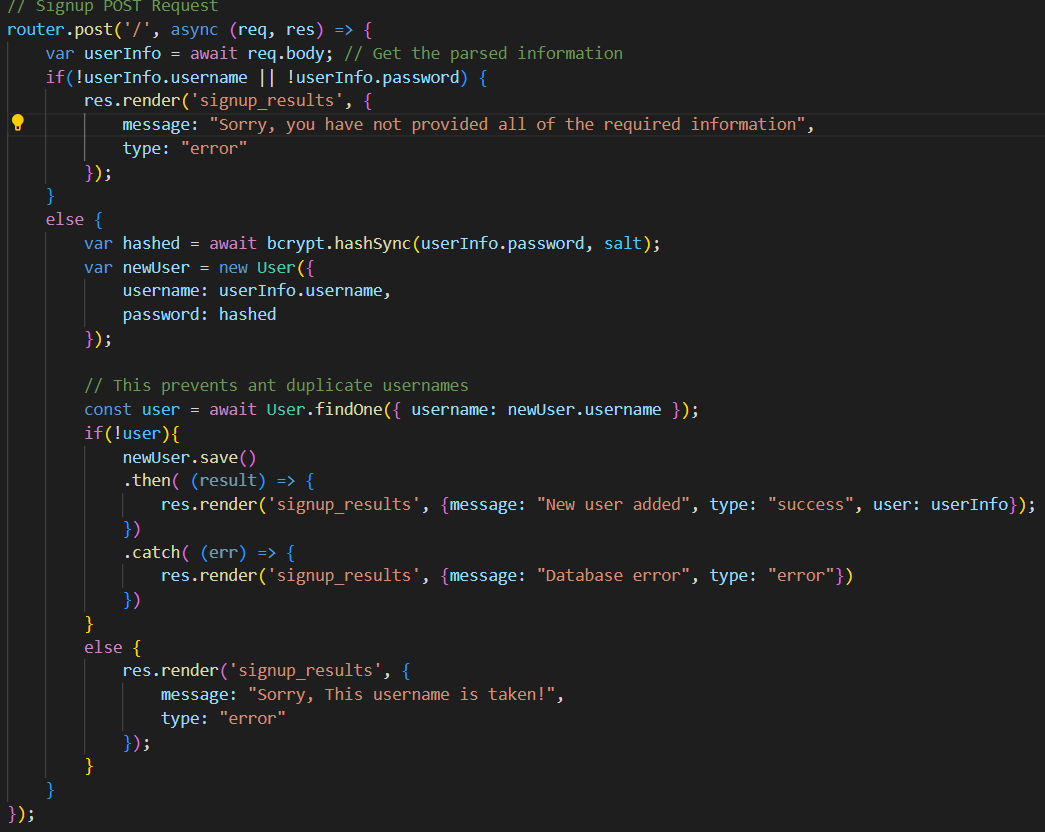 // Signup POST Request
router.post('/', async (req, res) => {
    var userInfo = await req.body; // Get the parsed information
    if(!userInfo.username || !userInfo.password) {
        res.render('signup_results', {
            message: "Sorry, you have not provided all of the required information",
            type: "error"
        });
    }
    else {
        var hashed = await bcrypt.hashSync(userInfo.password, salt);
        var newUser = new User({
            username: userInfo.username,
            password: hashed
        });

        // This prevents ant duplicate usernames
        const user = await User.findOne({ username: newUser.username });
        if(!user){
            newUser.save()
            .then( (result) => {
                res.render('signup_results', {message: "New user added", type: "success", user: userInfo});
            })
            .catch( (err) => {
                res.render('signup_results', {message: "Database error", type: "error"})
            })
        }
        else {
            res.render('signup_results', {
                message: "Sorry, This username is taken!",
                type: "error"
            });
        }
    }
});